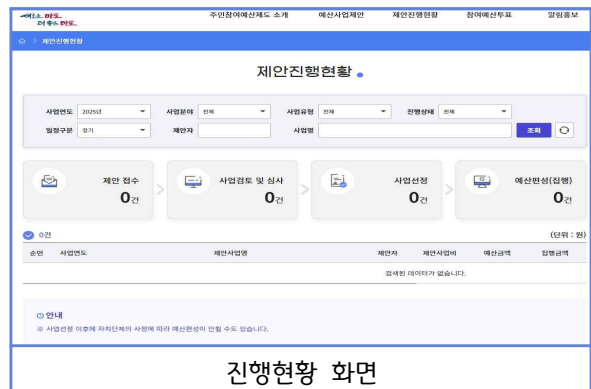 새로운 마포,
더 좋은 마포.
주민참여예산제도 소개 예산사업제안 제안진행현황 참여예산투표 알림홍보
> 제안진행현황
제안진행현황
사업연도 2025년 사업분야 전체 사업유형 전체 진행상태 전체
일정구분 정기 제안자 사업명 조회
제안 접수 사업검토 및 심사 사업선정 예산편성(집행)
0건 0건 0건 0건
0건 (단위 : 원)
순번 사업연도 제안사업명 제안자 제안사업비 예산금액 집행금액
검색된 데이터가 없습니다.
안내
※ 사업선정 이후에 자치단체의 사정에 따라 예산편성이 안될 수도 있습니다.
진행현황 화면